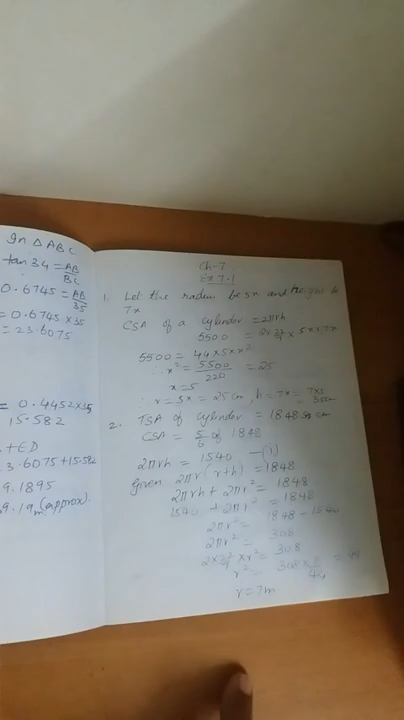 In △ABC
tan 34 = AB/BC
0.6745 = AB/35
= 0.6745 × 35
= 23.6075
= 0.4452×35
15.582
+ ED
3.6075+15.582
9.1895
9.19m (approx).
Ch-7
Ex 7.1
1. Let the radius be 5x and height be
7x
CSA of a cylinder = 2πrh
5500 = 2×22/7 × 5x×7x
5500 = 44×5×x²
∴ x² = 5500/220 = 25
x = 5
∴ r = 5x = 25 cm, h = 7x = 7×5
= 35cm
2. TSA of cylinder = 1848 sq cm
CSA = 5/6 of 1848
2πrh = 1540 —(i)
Given 2πr(r+h) = 1848
2πrh + 2πr² = 1848
1540 + 2πr² = 1848
2πr² = 1848 - 1540
2πr² = 308
2×22/7 × r² = 308
r² = 308×7/44 = 49
r = 7m